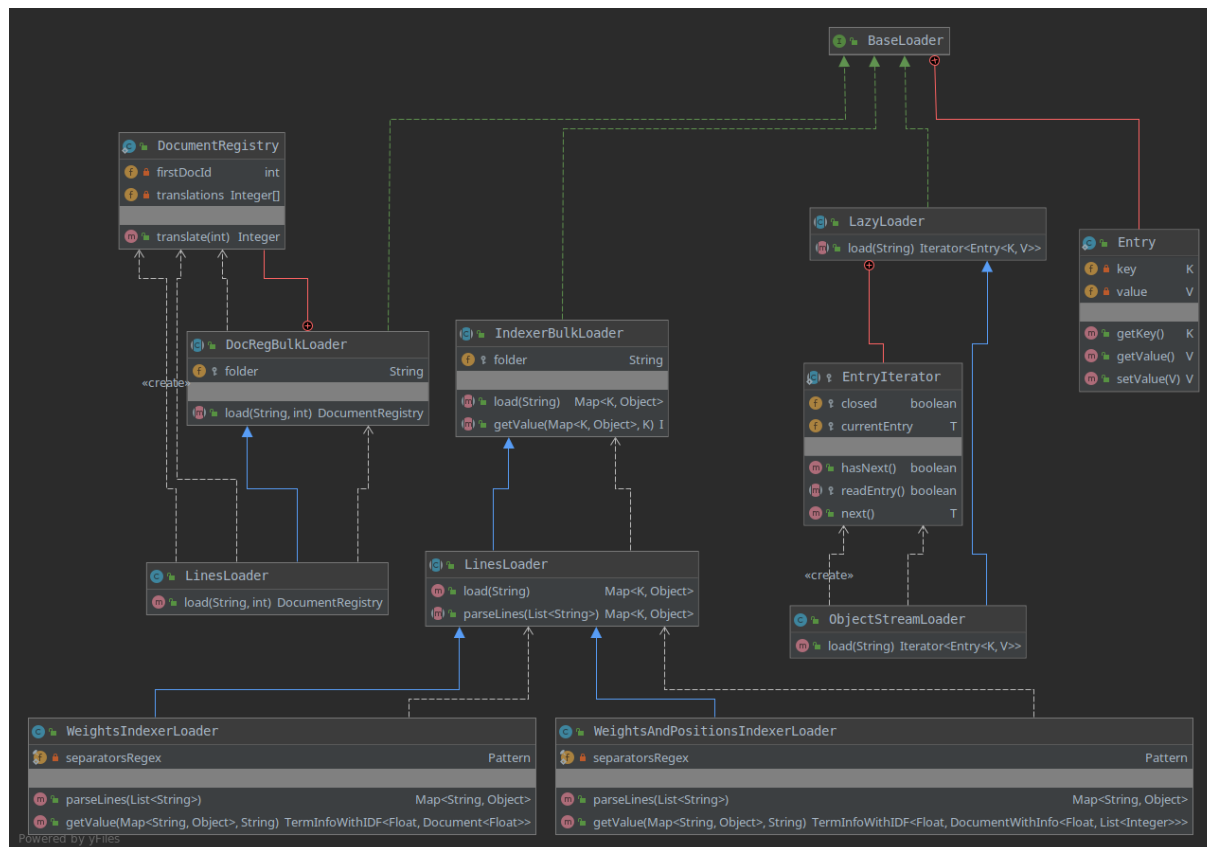 BaseLoader
DocumentRegistry
firstDocId int
translations Integer[]
translate(int) Integer
LazyLoader
load(String) Iterator<Entry<K, V>>
Entry
key K
value V
getKey() K
getValue() V
setValue(V) V
DocRegBulkLoader
folder String
load(String, int) DocumentRegistry
«create»
IndexerBulkLoader
folder String
load(String) Map<K, Object>
getValue(Map<K, Object>, K) I
EntryIterator
closed boolean
currentEntry T
hasNext() boolean
readEntry() boolean
next() T
«create»
LinesLoader
load(String, int) DocumentRegistry
LinesLoader
load(String) Map<K, Object>
parseLines(List<String>) Map<K, Object>
ObjectStreamLoader
load(String) Iterator<Entry<K, V>>
WeightsIndexerLoader
separatorsRegex Pattern
parseLines(List<String>) Map<String, Object>
getValue(Map<String, Object>, String) TermInfoWithIDF<Float, Document<Float>>
WeightsAndPositionsIndexerLoader
separatorsRegex Pattern
parseLines(List<String>) Map<String, Object>
getValue(Map<String, Object>, String) TermInfoWithIDF<Float, DocumentWithInfo<Float, List<Integer>>>
Powered by yFiles